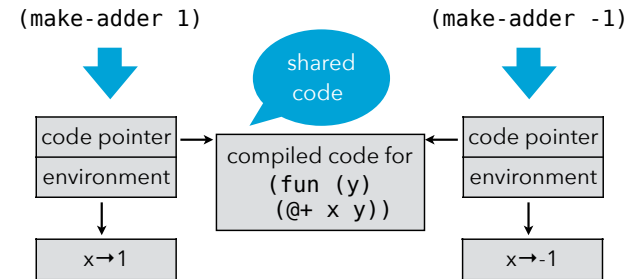 (make-adder 1)
(make-adder -1)
shared
code
code pointer
environment
compiled code for
(fun (y)
(@+ x y))
code pointer
environment
x→1
x→-1